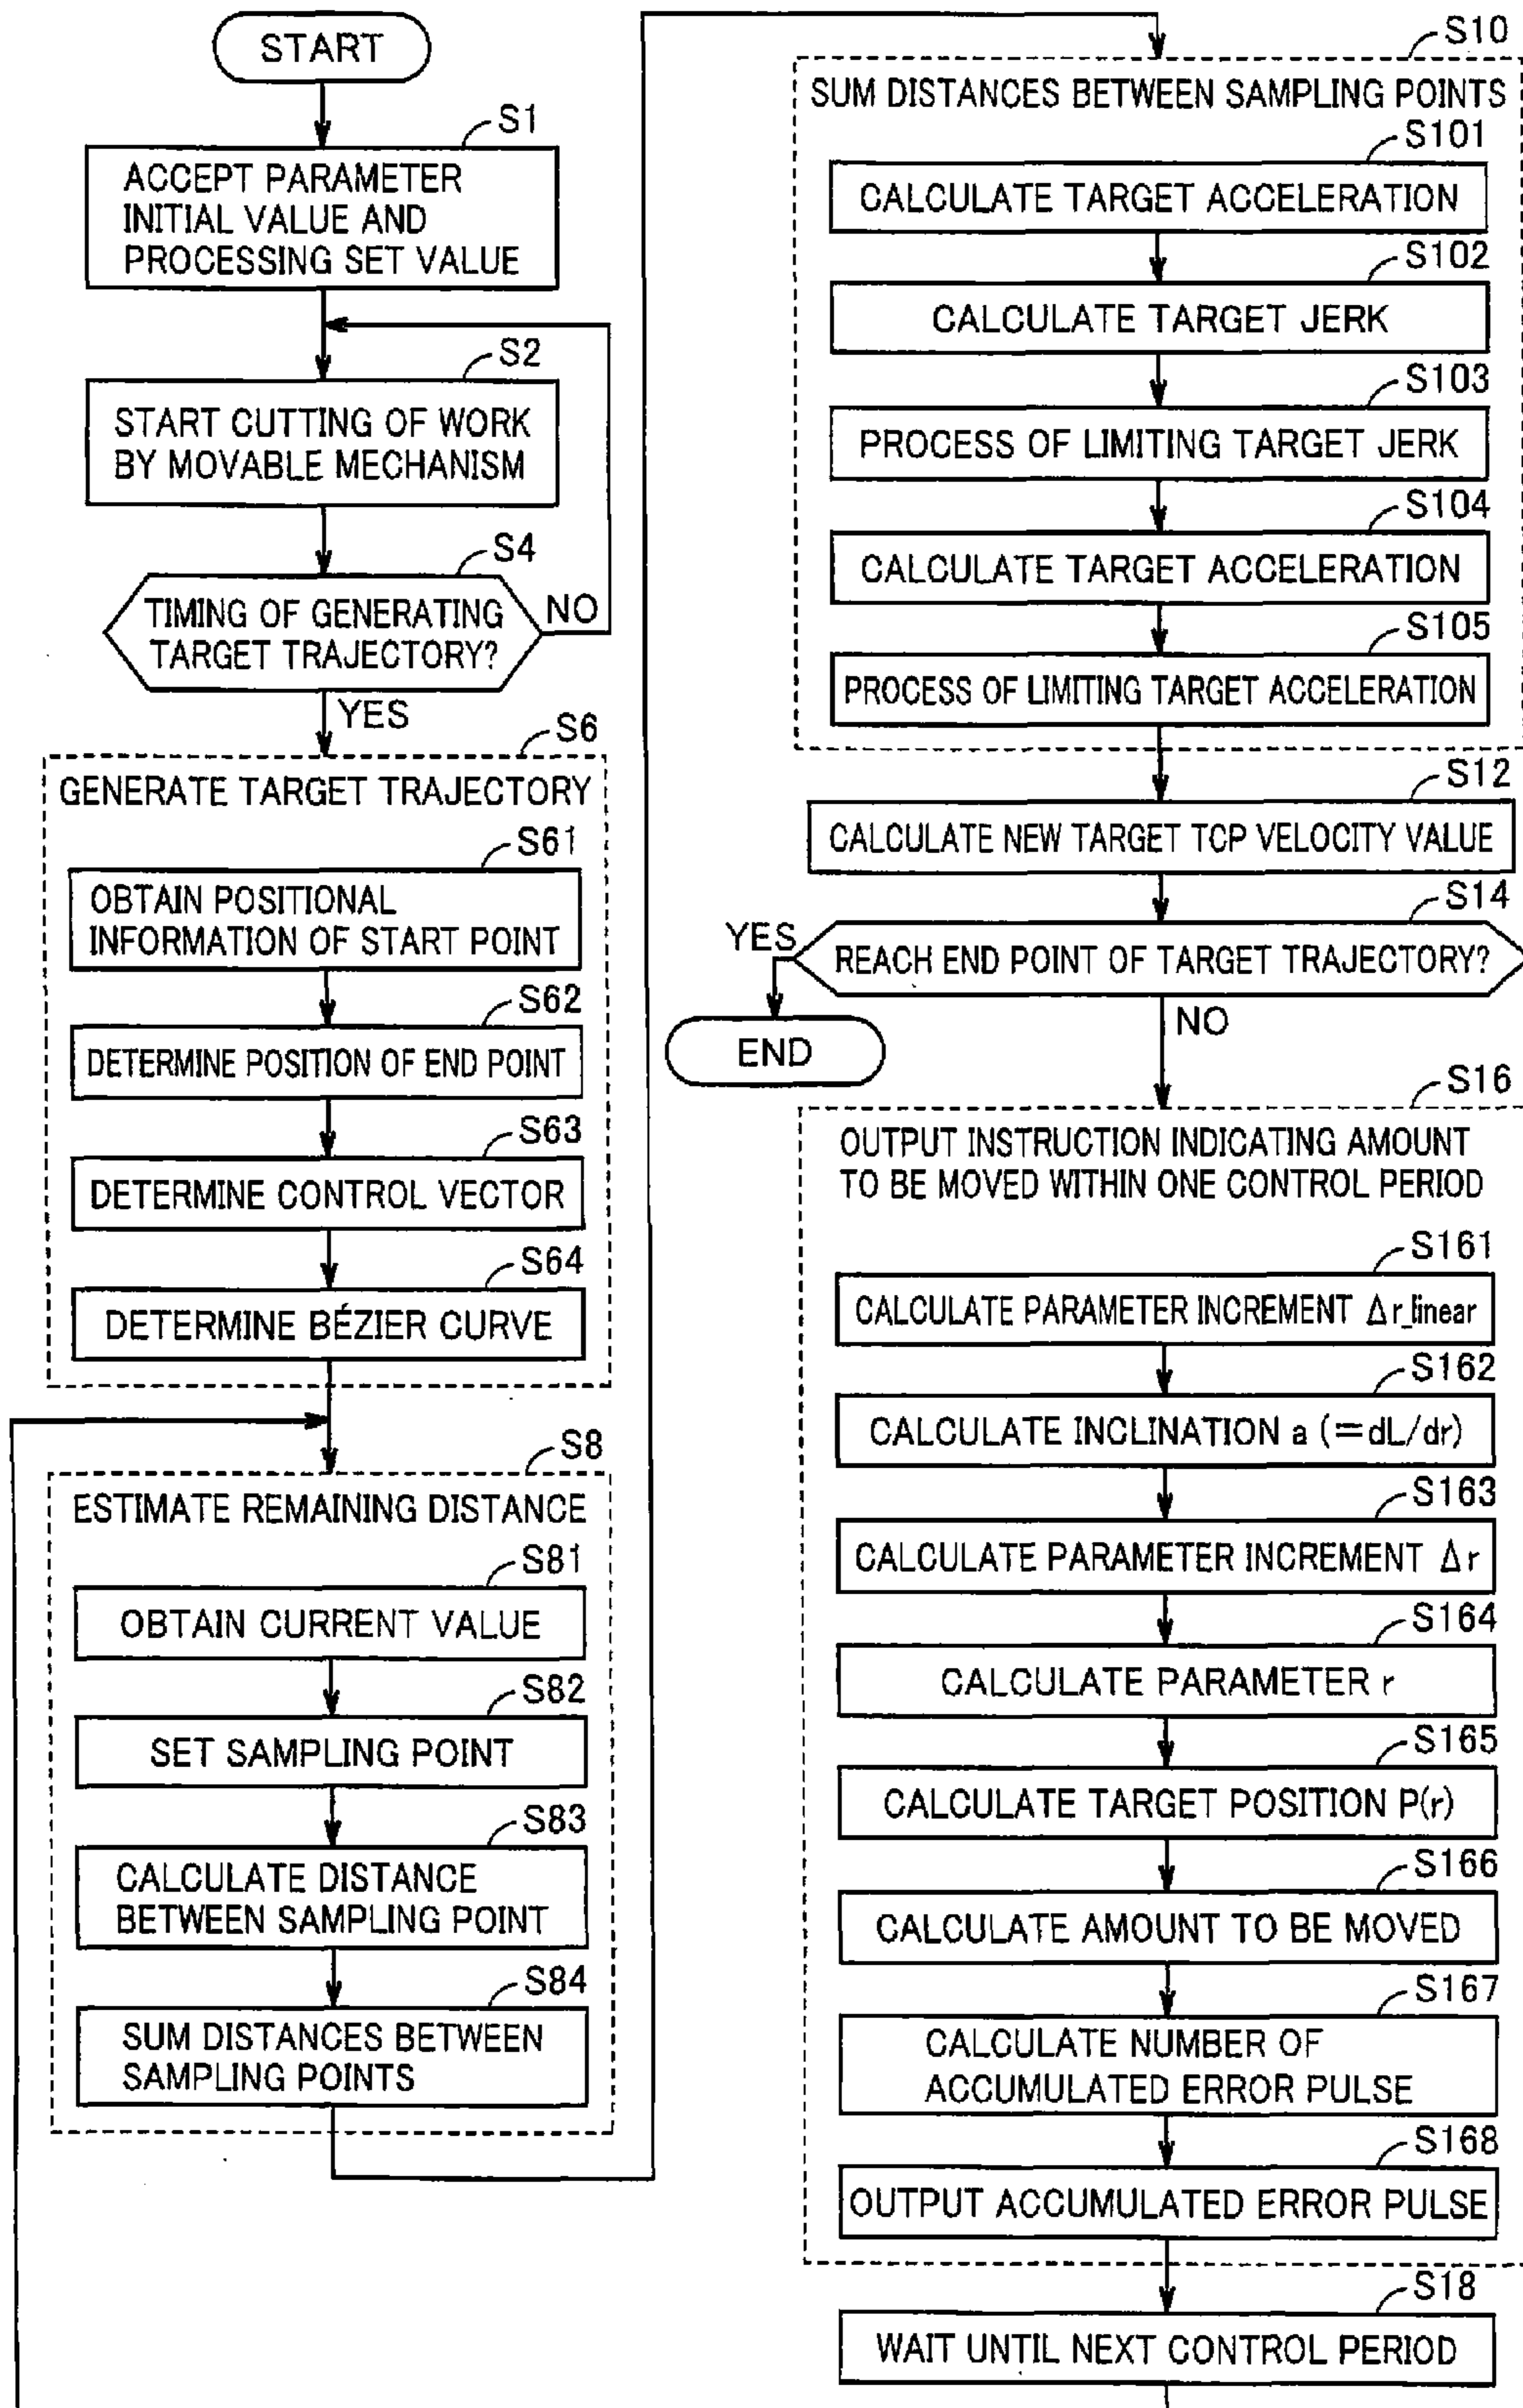 START
S1
ACCEPT PARAMETER
INITIAL VALUE AND
PROCESSING SET VALUE
S2
START CUTTING OF WORK
BY MOVABLE MECHANISM
S4
TIMING OF GENERATING
TARGET TRAJECTORY?
NO
YES
S6
GENERATE TARGET TRAJECTORY
S61
OBTAIN POSITIONAL
INFORMATION OF START POINT
S62
DETERMINE POSITION OF END POINT
S63
DETERMINE CONTROL VECTOR
S64
DETERMINE BÉZIER CURVE
S8
ESTIMATE REMAINING DISTANCE
S81
OBTAIN CURRENT VALUE
S82
SET SAMPLING POINT
S83
CALCULATE DISTANCE
BETWEEN SAMPLING POINT
S84
SUM DISTANCES BETWEEN
SAMPLING POINTS
S10
SUM DISTANCES BETWEEN SAMPLING POINTS
S101
CALCULATE TARGET ACCELERATION
S102
CALCULATE TARGET JERK
S103
PROCESS OF LIMITING TARGET JERK
S104
CALCULATE TARGET ACCELERATION
S105
PROCESS OF LIMITING TARGET ACCELERATION
S12
CALCULATE NEW TARGET TCP VELOCITY VALUE
S14
REACH END POINT OF TARGET TRAJECTORY?
YES
END
NO
S16
OUTPUT INSTRUCTION INDICATING AMOUNT
TO BE MOVED WITHIN ONE CONTROL PERIOD
S161
CALCULATE PARAMETER INCREMENT Δr_linear
S162
CALCULATE INCLINATION a (=dL/dr)
S163
CALCULATE PARAMETER INCREMENT Δr
S164
CALCULATE PARAMETER r
S165
CALCULATE TARGET POSITION P(r)
S166
CALCULATE AMOUNT TO BE MOVED
S167
CALCULATE NUMBER OF
ACCUMULATED ERROR PULSE
S168
OUTPUT ACCUMULATED ERROR PULSE
S18
WAIT UNTIL NEXT CONTROL PERIOD